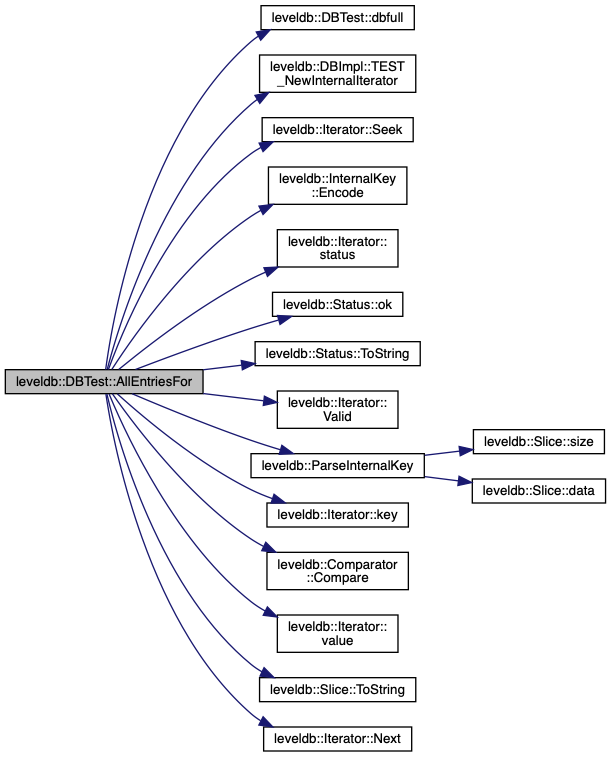 leveldb::DBTest::dbfull
leveldb::DBImpl::TEST
_NewInternalIterator
leveldb::Iterator::Seek
leveldb::InternalKey
::Encode
leveldb::Iterator::
status
leveldb::Status::ok
leveldb::Status::ToString
leveldb::DBTest::AllEntriesFor
leveldb::Iterator::
Valid
leveldb::ParseInternalKey
leveldb::Slice::size
leveldb::Slice::data
leveldb::Iterator::key
leveldb::Comparator
::Compare
leveldb::Iterator::
value
leveldb::Slice::ToString
leveldb::Iterator::Next